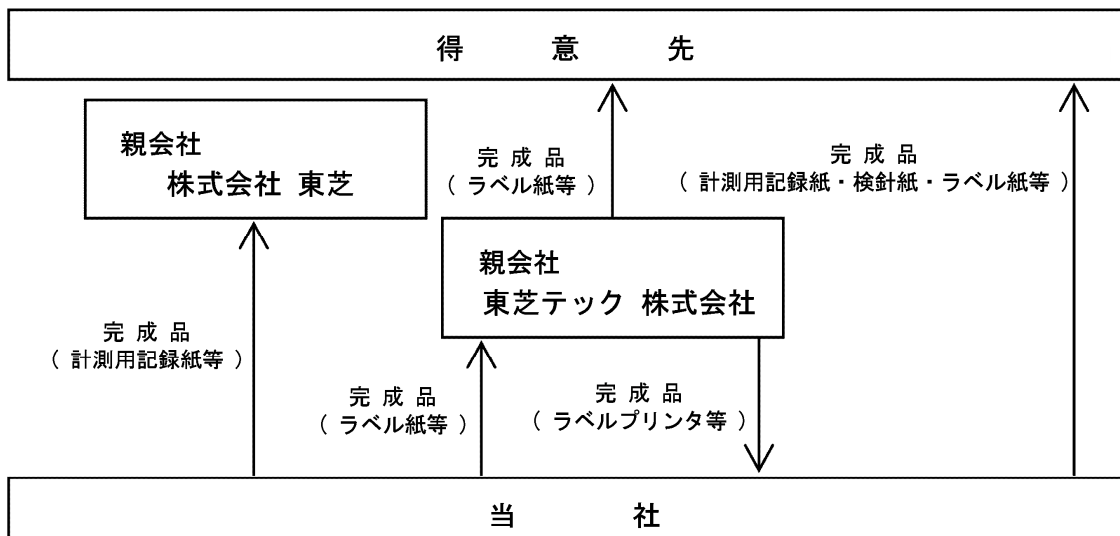 得意先
親会社
株式会社 東芝
完成品
（ ラベル紙等 ）
完成品
（ 計測用記録紙・検針紙・ラベル紙等 ）
親会社
東芝テック 株式会社
完成品
（ 計測用記録紙等 ）
完成品
（ ラベル紙等 ）
完成品
（ ラベルプリンタ等 ）
当社